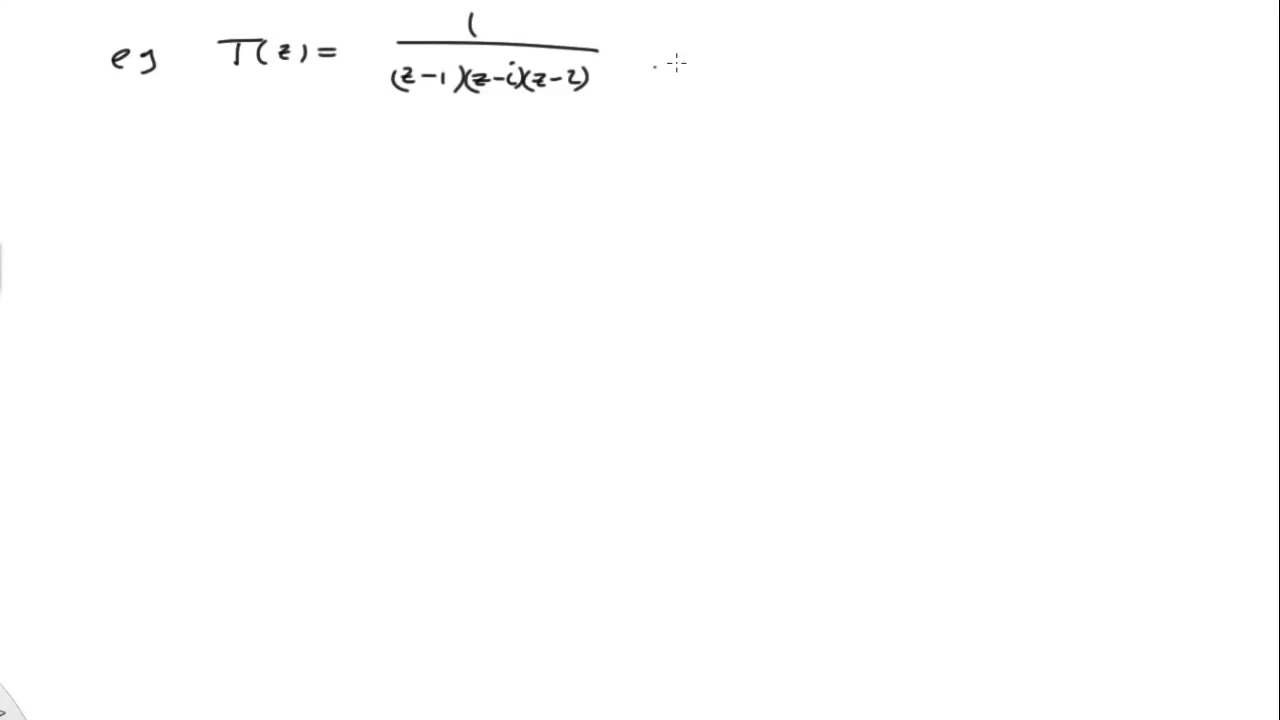 eg T(z) = 1 / (z-1)(z-i)(z-2)